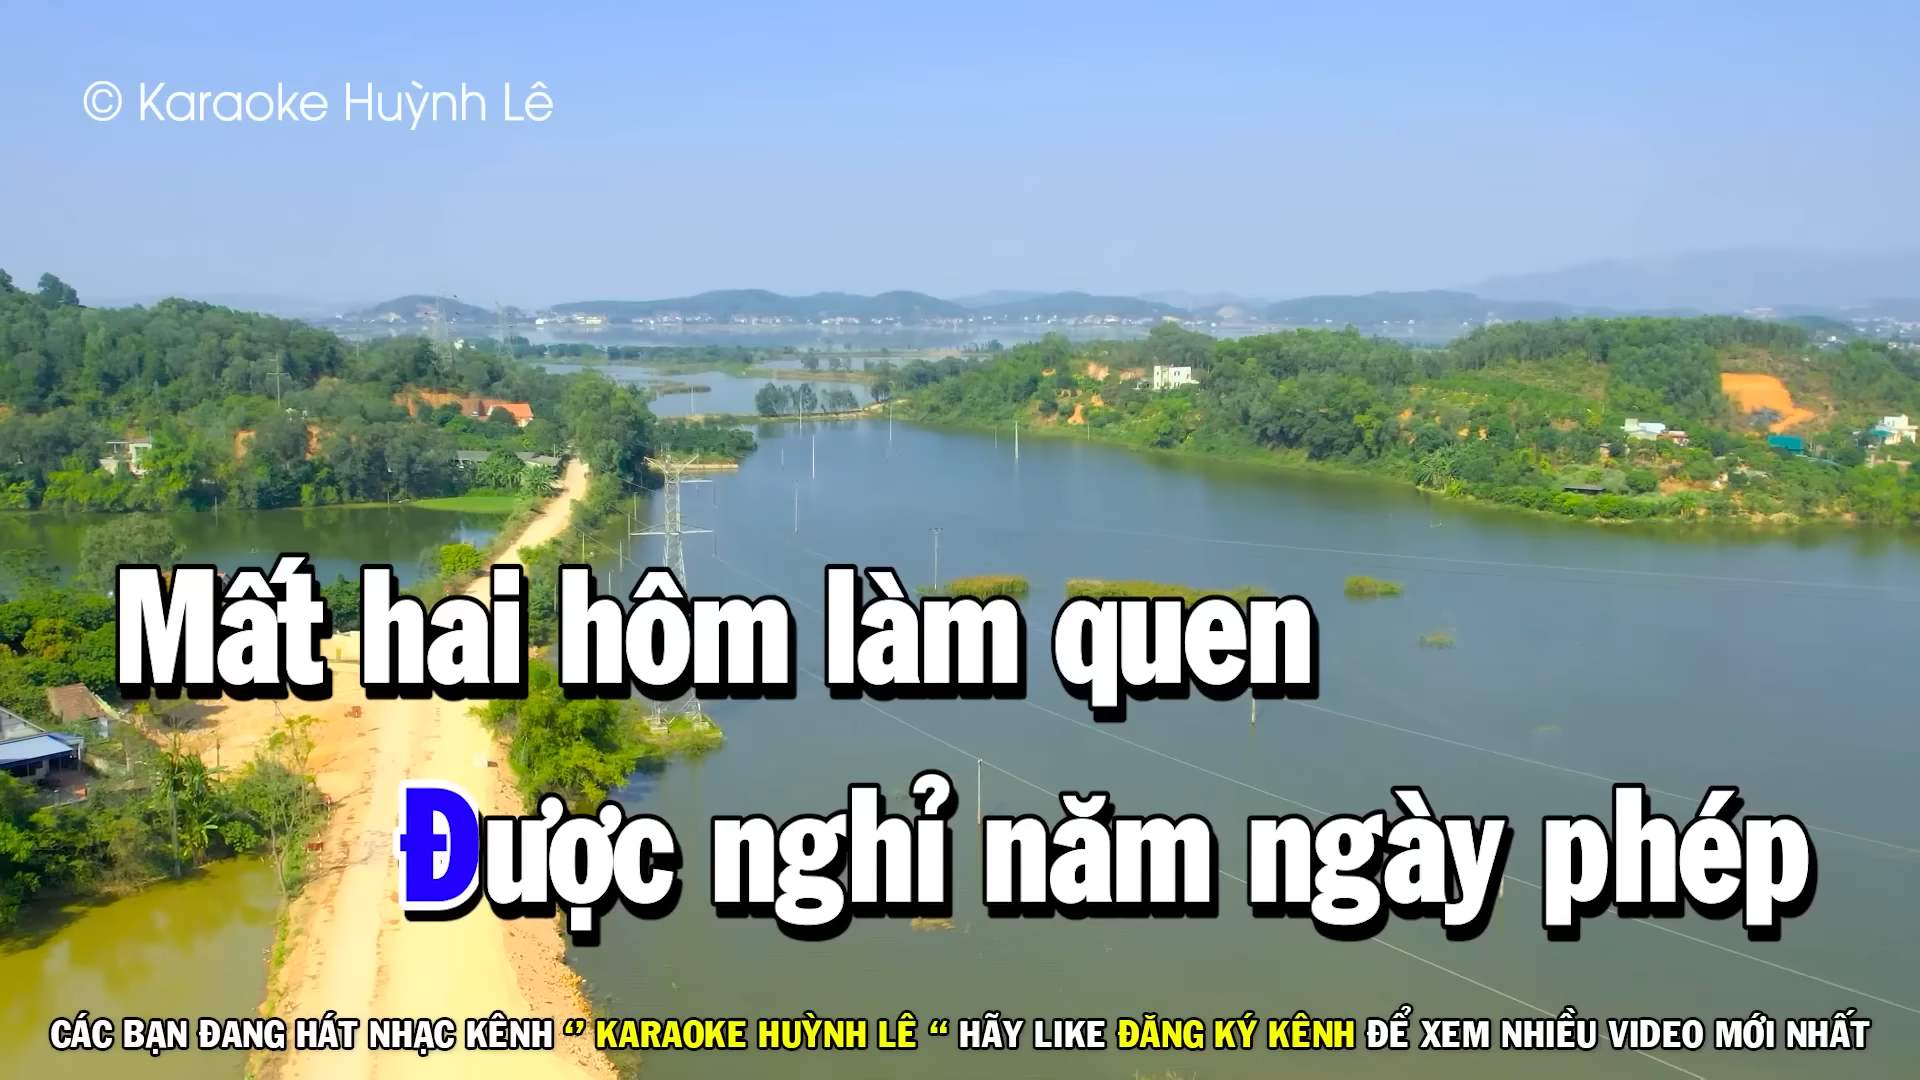 © Karaoke Huỳnh Lê
Mất hai hôm làm quen
Được nghỉ năm ngày phép
CÁC BẠN ĐANG HÁT NHẠC KÊNH “ KARAOKE HUỲNH LÊ “ HÃY LIKE ĐĂNG KÝ KÊNH ĐỂ XEM NHIỀU VIDEO MỚI NHẤT